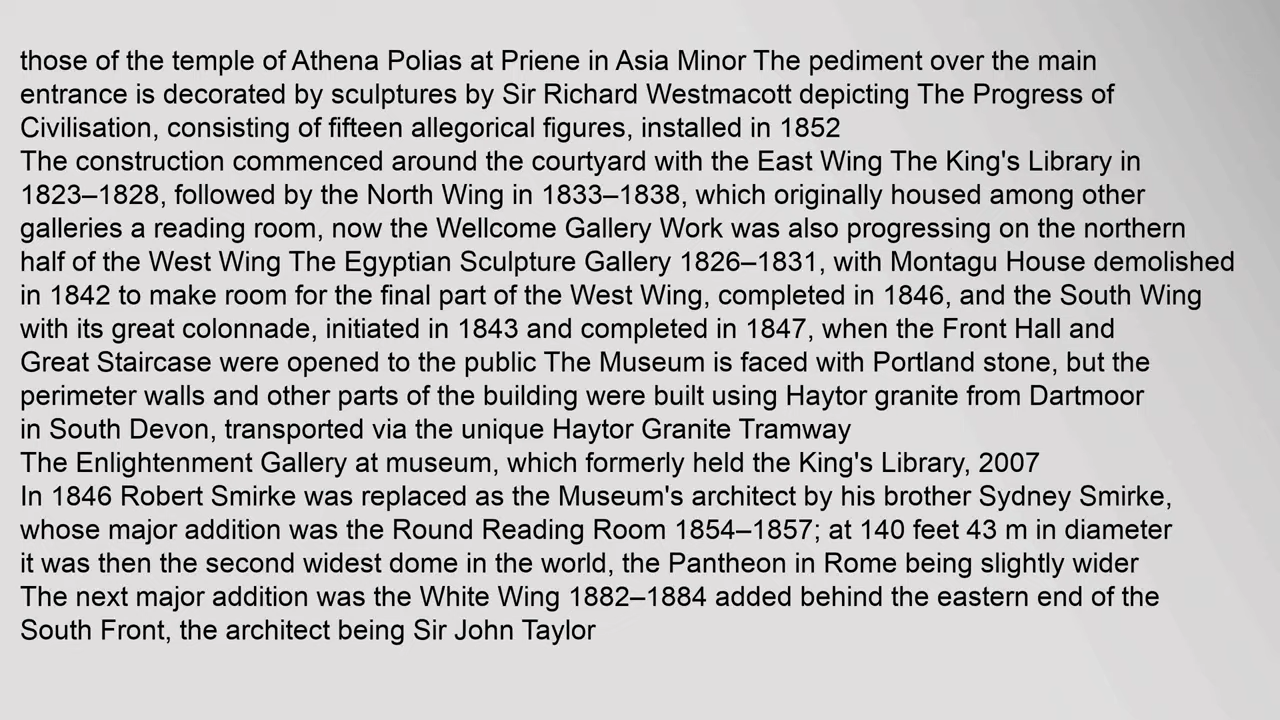 those of the temple of Athena Polias at Priene in Asia Minor The pediment over the main
entrance is decorated by sculptures by Sir Richard Westmacott depicting The Progress of
Civilisation, consisting of fifteen allegorical figures, installed in 1852
The construction commenced around the courtyard with the East Wing The King's Library in
1823–1828, followed by the North Wing in 1833–1838, which originally housed among other
galleries a reading room, now the Wellcome Gallery Work was also progressing on the northern
half of the West Wing The Egyptian Sculpture Gallery 1826–1831, with Montagu House demolished
in 1842 to make room for the final part of the West Wing, completed in 1846, and the South Wing
with its great colonnade, initiated in 1843 and completed in 1847, when the Front Hall and
Great Staircase were opened to the public The Museum is faced with Portland stone, but the
perimeter walls and other parts of the building were built using Haytor granite from Dartmoor
in South Devon, transported via the unique Haytor Granite Tramway
The Enlightenment Gallery at museum, which formerly held the King's Library, 2007
In 1846 Robert Smirke was replaced as the Museum's architect by his brother Sydney Smirke,
whose major addition was the Round Reading Room 1854–1857; at 140 feet 43 m in diameter
it was then the second widest dome in the world, the Pantheon in Rome being slightly wider
The next major addition was the White Wing 1882–1884 added behind the eastern end of the
South Front, the architect being Sir John Taylor